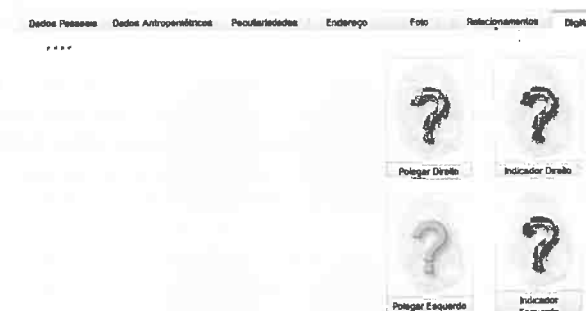 Dados Pessoais Dados Antropométricos Peculiaridades Endereço Foto Relacionamentos
Polegar Direito Indicador Direito
Polegar Esquerdo Indicador